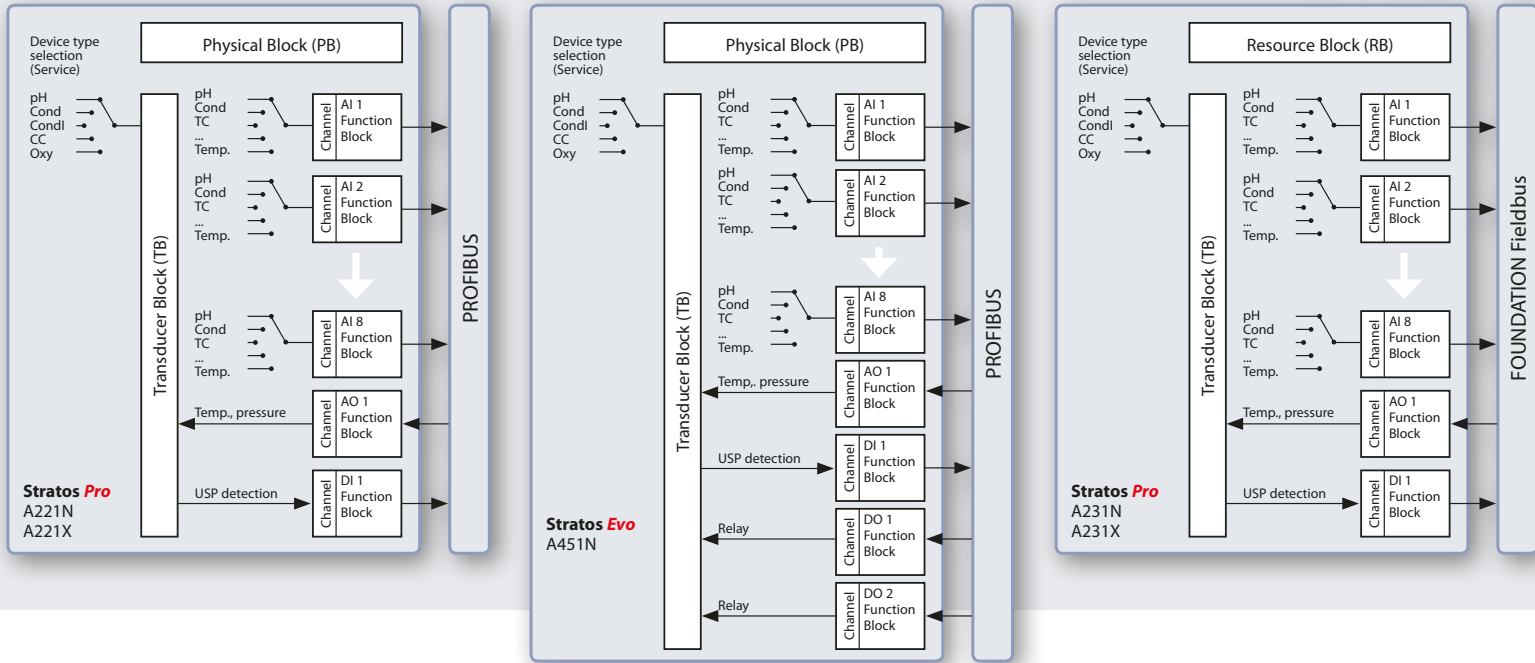 Device type
selection
(Service)
Physical Block (PB)
pH
Cond
CondI
CC
Oxy
Transducer Block (TB)
pH
Cond
TC
...
Temp.
Channel
AI 1
Function
Block
pH
Cond
TC
...
Temp.
Channel
AI 2
Function
Block
pH
Cond
TC
...
Temp.
Channel
AI 8
Function
Block
Temp., pressure
Channel
AO 1
Function
Block
USP detection
Channel
DI 1
Function
Block
Stratos Pro
A221N
A221X
PROFIBUS
Device type
selection
(Service)
Physical Block (PB)
pH
Cond
CondI
CC
Oxy
Transducer Block (TB)
pH
Cond
TC
...
Temp.
Channel
AI 1
Function
Block
pH
Cond
TC
...
Temp.
Channel
AI 2
Function
Block
pH
Cond
TC
...
Temp.
Channel
AI 8
Function
Block
Temp,. pressure
Channel
AO 1
Function
Block
USP detection
Channel
DI 1
Function
Block
Relay
Channel
DO 1
Function
Block
Relay
Channel
DO 2
Function
Block
Stratos Evo
A451N
PROFIBUS
Device type
selection
(Service)
Resource Block (RB)
pH
Cond
CondI
CC
Oxy
Transducer Block (TB)
pH
Cond
TC
...
Temp.
Channel
AI 1
Function
Block
pH
Cond
TC
...
Temp.
Channel
AI 2
Function
Block
pH
Cond
TC
...
Temp.
Channel
AI 8
Function
Block
Temp., pressure
Channel
AO 1
Function
Block
USP detection
Channel
DI 1
Function
Block
Stratos Pro
A231N
A231X
FOUNDATION Fieldbus